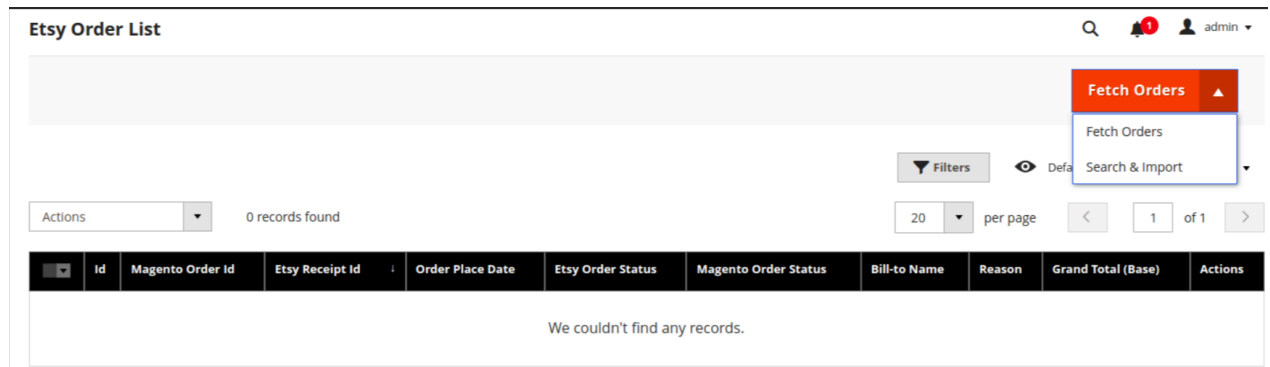 Etsy Order List
1
admin
Fetch Orders
Fetch Orders
Search & Import
Filters
Defa
Actions
0 records found
20
per page
1
of 1
Id
Magento Order Id
Etsy Receipt Id
Order Place Date
Etsy Order Status
Magento Order Status
Bill-to Name
Reason
Grand Total (Base)
Actions
We couldn't find any records.